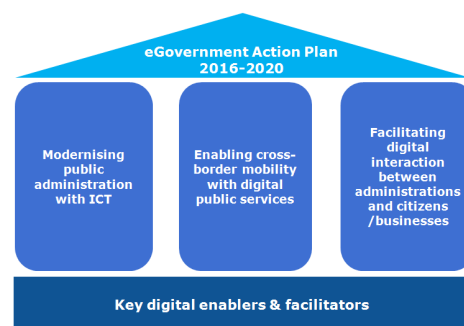 eGovernment Action Plan
2016-2020
Modernising
public
administration
with ICT
Enabling cross-
border mobility
with digital
public services
Facilitating
digital
interaction
between
administrations
and citizens
/businesses
Key digital enablers & facilitators